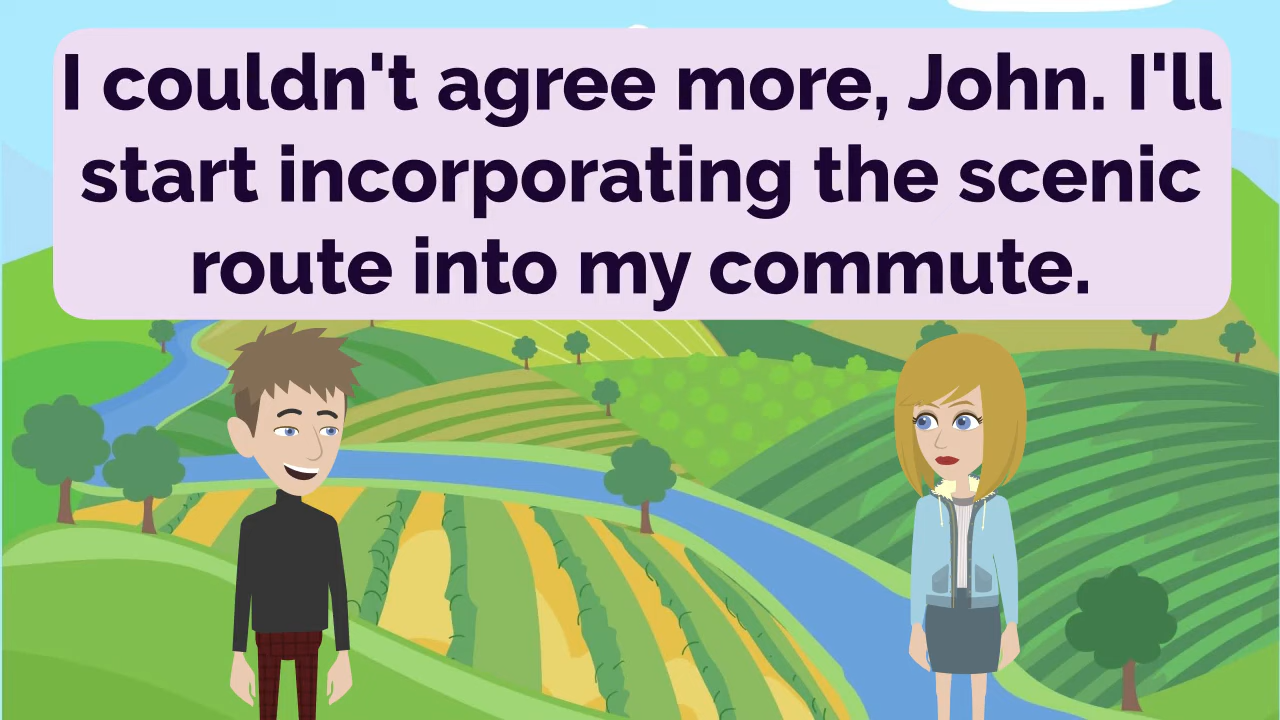 I couldn't agree more, John. I'll
start incorporating the scenic
route into my commute.